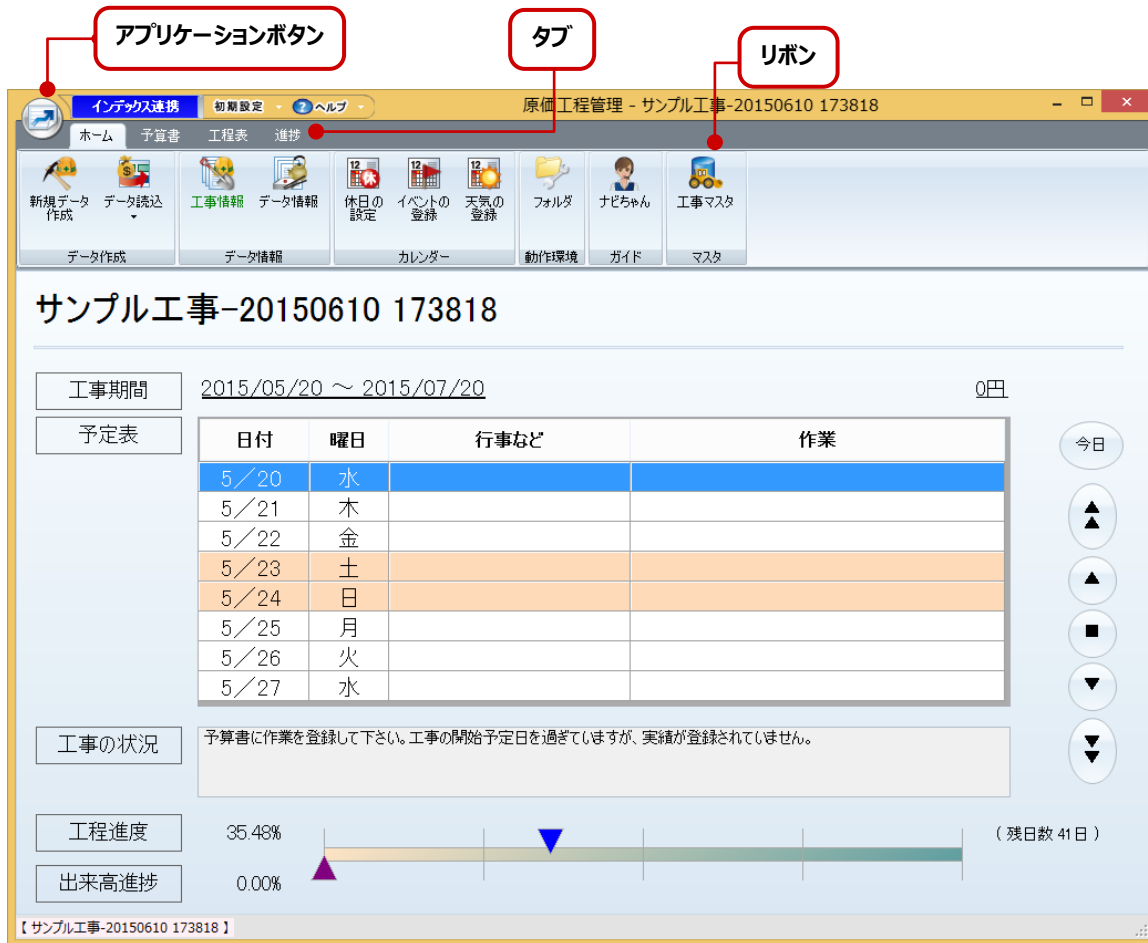 アプリケーションボタン
タブ
リボン
インデックス連携 初期設定 ?ヘルプ 原価工程管理 - サンプル工事-20150610 173818
ホーム 予算書 工程表 進捗
新規データ作成 データ読込 工事情報 データ情報 12 休日の設定 12 イベントの登録 12 天気の登録 フォルダ ナビちゃん 工事マスタ
データ作成 データ情報 カレンダー 動作環境 ガイド マスタ
サンプル工事-20150610 173818
工事期間 2015/05/20 ～ 2015/07/20 0円
予定表 日付 曜日 行事など 作業 今日
5/20 水
5/21 木
5/22 金
5/23 土
5/24 日
5/25 月
5/26 火
5/27 水
工事の状況 予算書に作業を登録して下さい。工事の開始予定日を過ぎていますが、実績が登録されていません。
工程進度 35.48% (残日数 41日)
出来高進捗 0.00%
【 サンプル工事-20150610 173818 】